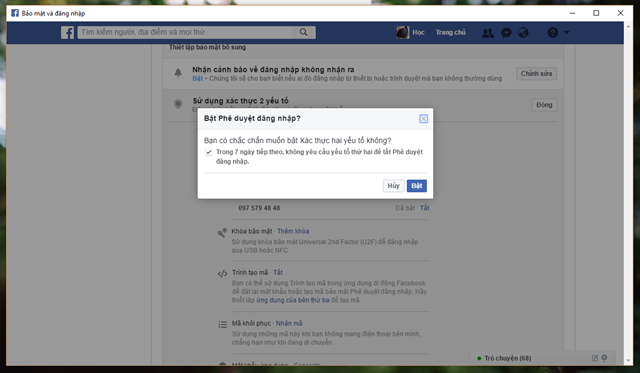 Bảo mật và đăng nhập
Tìm kiếm người, địa điểm và mọi thứ
Học Trang chủ
Thiết lập bảo mật bổ sung
Nhận cảnh báo về đăng nhập không nhận ra
Bật · Chúng tôi sẽ cho bạn biết nếu ai đó đăng nhập từ thiết bị hoặc trình duyệt mà bạn không thường dùng
Chỉnh sửa
Sử dụng xác thực 2 yếu tố
Đóng
Bật Phê duyệt đăng nhập?
Bạn có chắc chắn muốn bật Xác thực hai yếu tố không?
Trong 7 ngày tiếp theo, không yêu cầu yếu tố thứ hai để tắt Phê duyệt
đăng nhập.
Hủy Bật
097 579 48 48 Đã bật · Tắt
Khóa bảo mật · Thêm khóa
Sử dụng khóa bảo mật Universal 2nd Factor (U2F) để đăng nhập
qua USB hoặc NFC.
Trình tạo mã · Tắt
Bạn có thể sử dụng Trình tạo mã trong ứng dụng di động Facebook
để đặt lại mật khẩu hoặc tạo mã bảo mật Phê duyệt đăng nhập. Hãy
thiết lập ứng dụng của bên thứ ba để tạo mã
Mã khôi phục · Nhận mã
Sử dụng những mã này khi bạn không mang điện thoại bên mình,
chẳng hạn như khi đang di chuyển.
Trò chuyện (68)